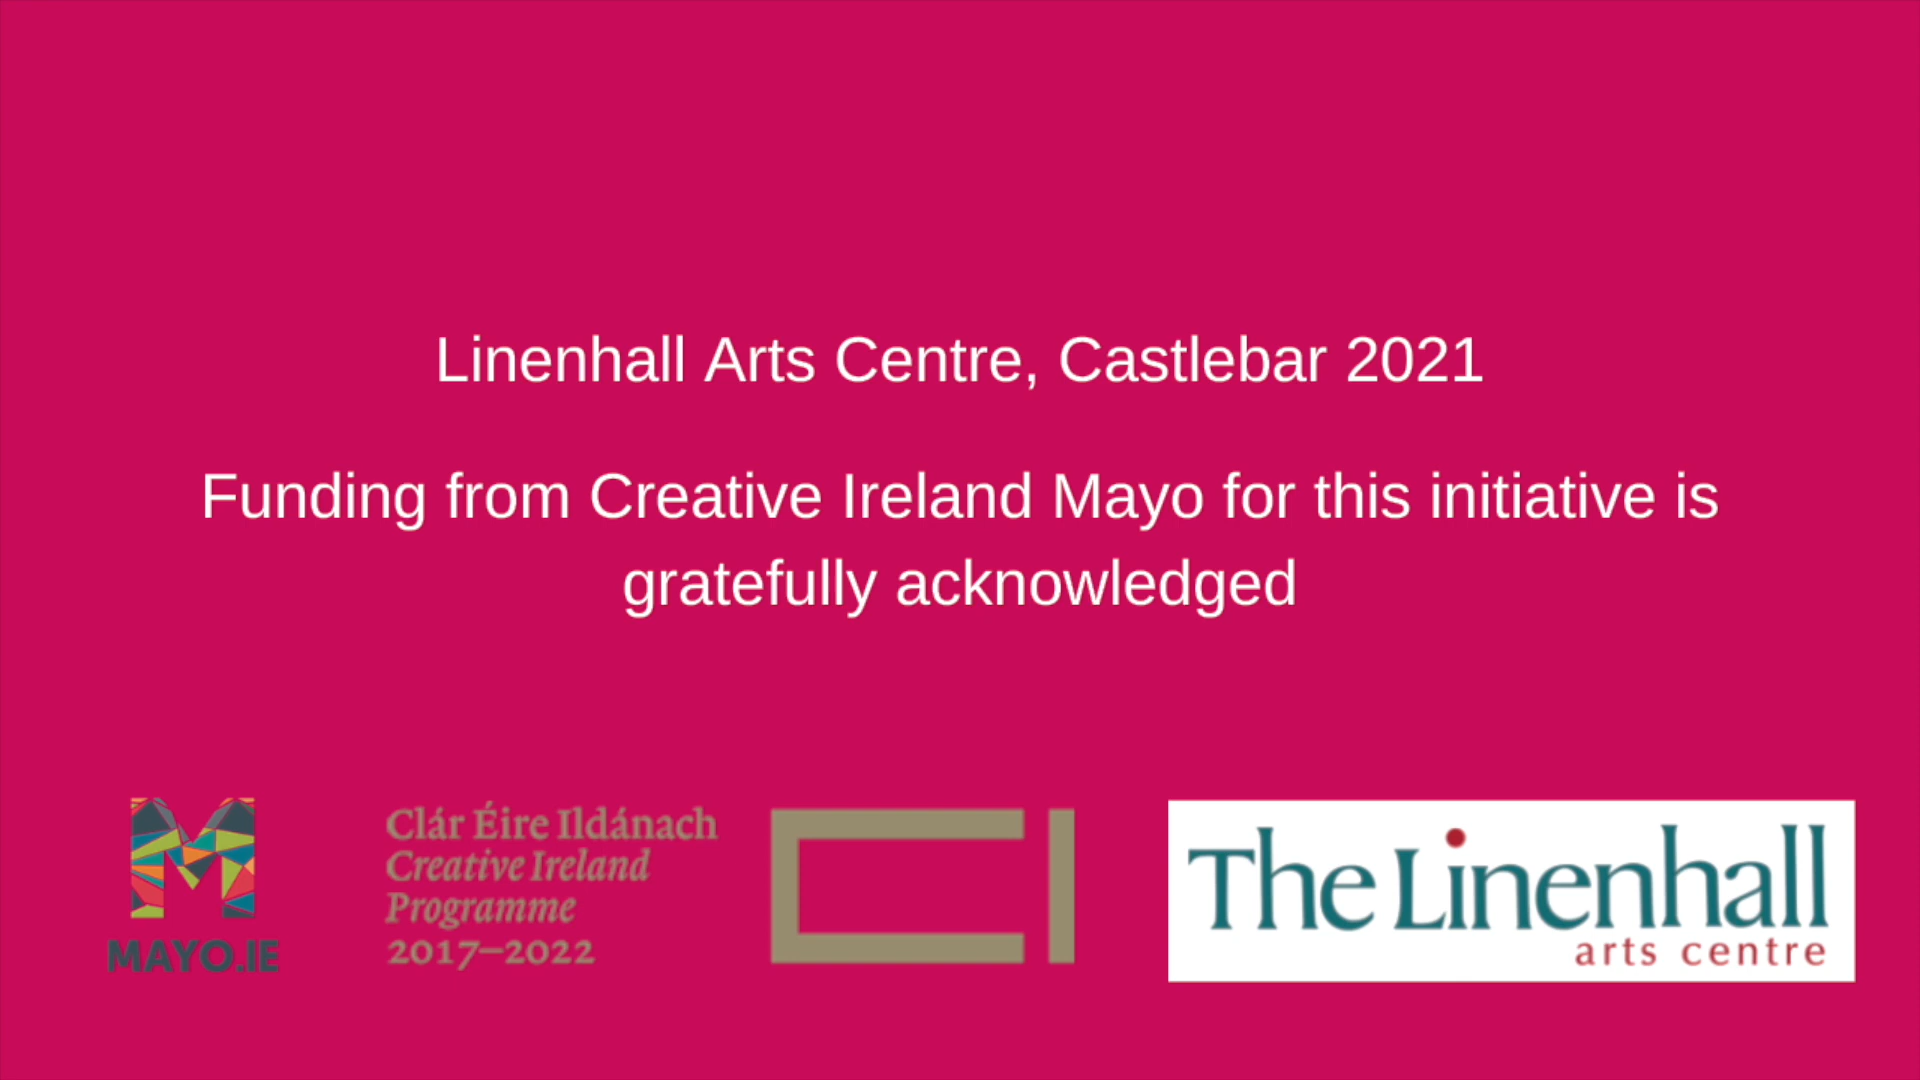 Linenhall Arts Centre, Castlebar 2021
Funding from Creative Ireland Mayo for this initiative is
gratefully acknowledged
MAYO.IE
Clár Éire Ildánach
Creative Ireland
Programme
2017–2022
The Linenhall
arts centre